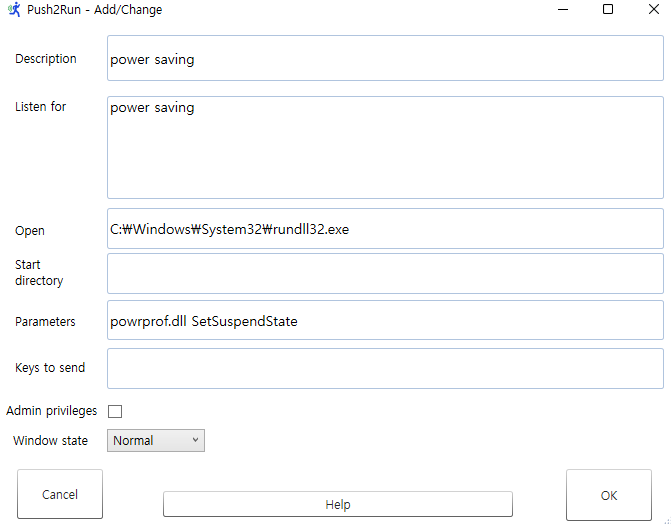 Push2Run - Add/Change
Description
power saving
Listen for
power saving
Open
C:₩Windows₩System32₩rundll32.exe
Start
directory
Parameters
powrprof.dll SetSuspendState
Keys to send
Admin privileges
Window state
Normal
Cancel
Help
OK